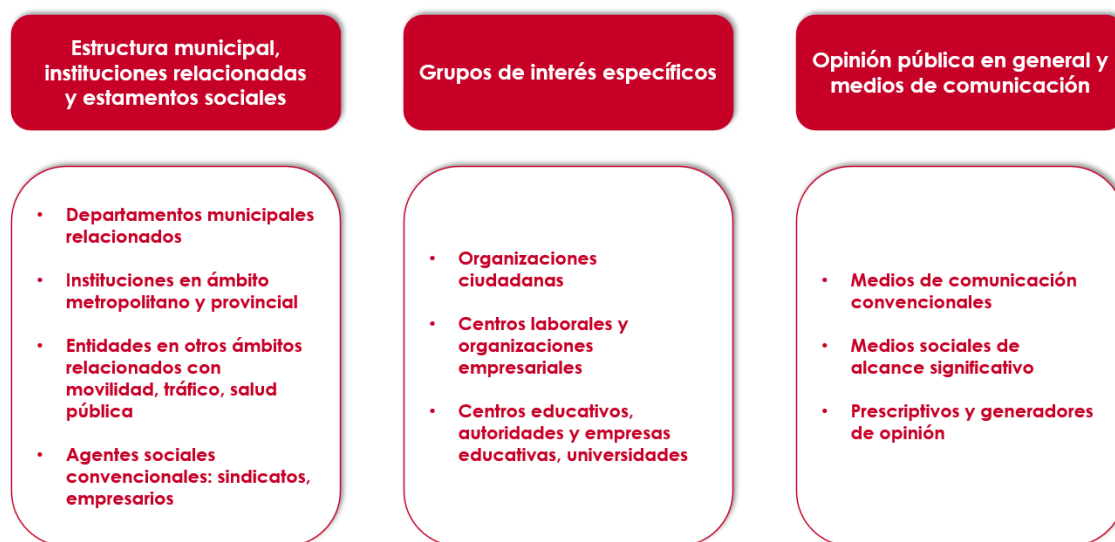 Estructura municipal,
instituciones relacionadas
y estamentos sociales
• Departamentos municipales
relacionados
• Instituciones en ámbito
metropolitano y provincial
• Entidades en otros ámbitos
relacionados con
movilidad, tráfico, salud
pública
• Agentes sociales
convencionales: sindicatos,
empresarios
Grupos de interés específicos
• Organizaciones
ciudadanas
• Centros laborales y
organizaciones
empresariales
• Centros educativos,
autoridades y empresas
educativas, universidades
Opinión pública en general y
medios de comunicación
• Medios de comunicación
convencionales
• Medios sociales de
alcance significativo
• Prescriptivos y generadores
de opinión